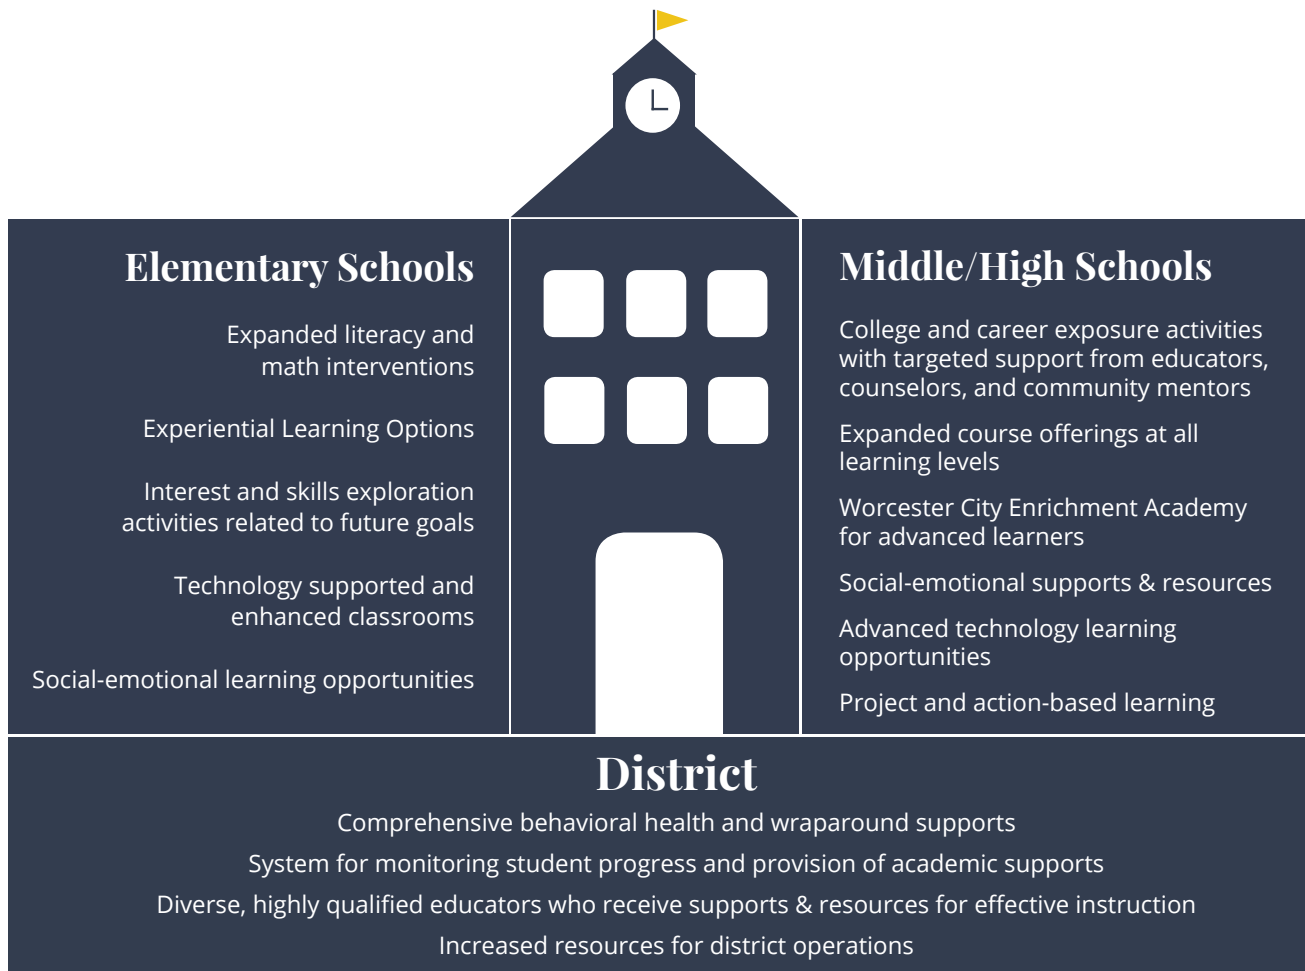 Elementary Schools
Expanded literacy and
math interventions
Experiential Learning Options
Interest and skills exploration
activities related to future goals
Technology supported and
enhanced classrooms
Social-emotional learning opportunities
Middle/High Schools
College and career exposure activities
with targeted support from educators,
counselors, and community mentors
Expanded course offerings at all
learning levels
Worcester City Enrichment Academy
for advanced learners
Social-emotional supports & resources
Advanced technology learning
opportunities
Project and action-based learning
District
Comprehensive behavioral health and wraparound supports
System for monitoring student progress and provision of academic supports
Diverse, highly qualified educators who receive supports & resources for effective instruction
Increased resources for district operations